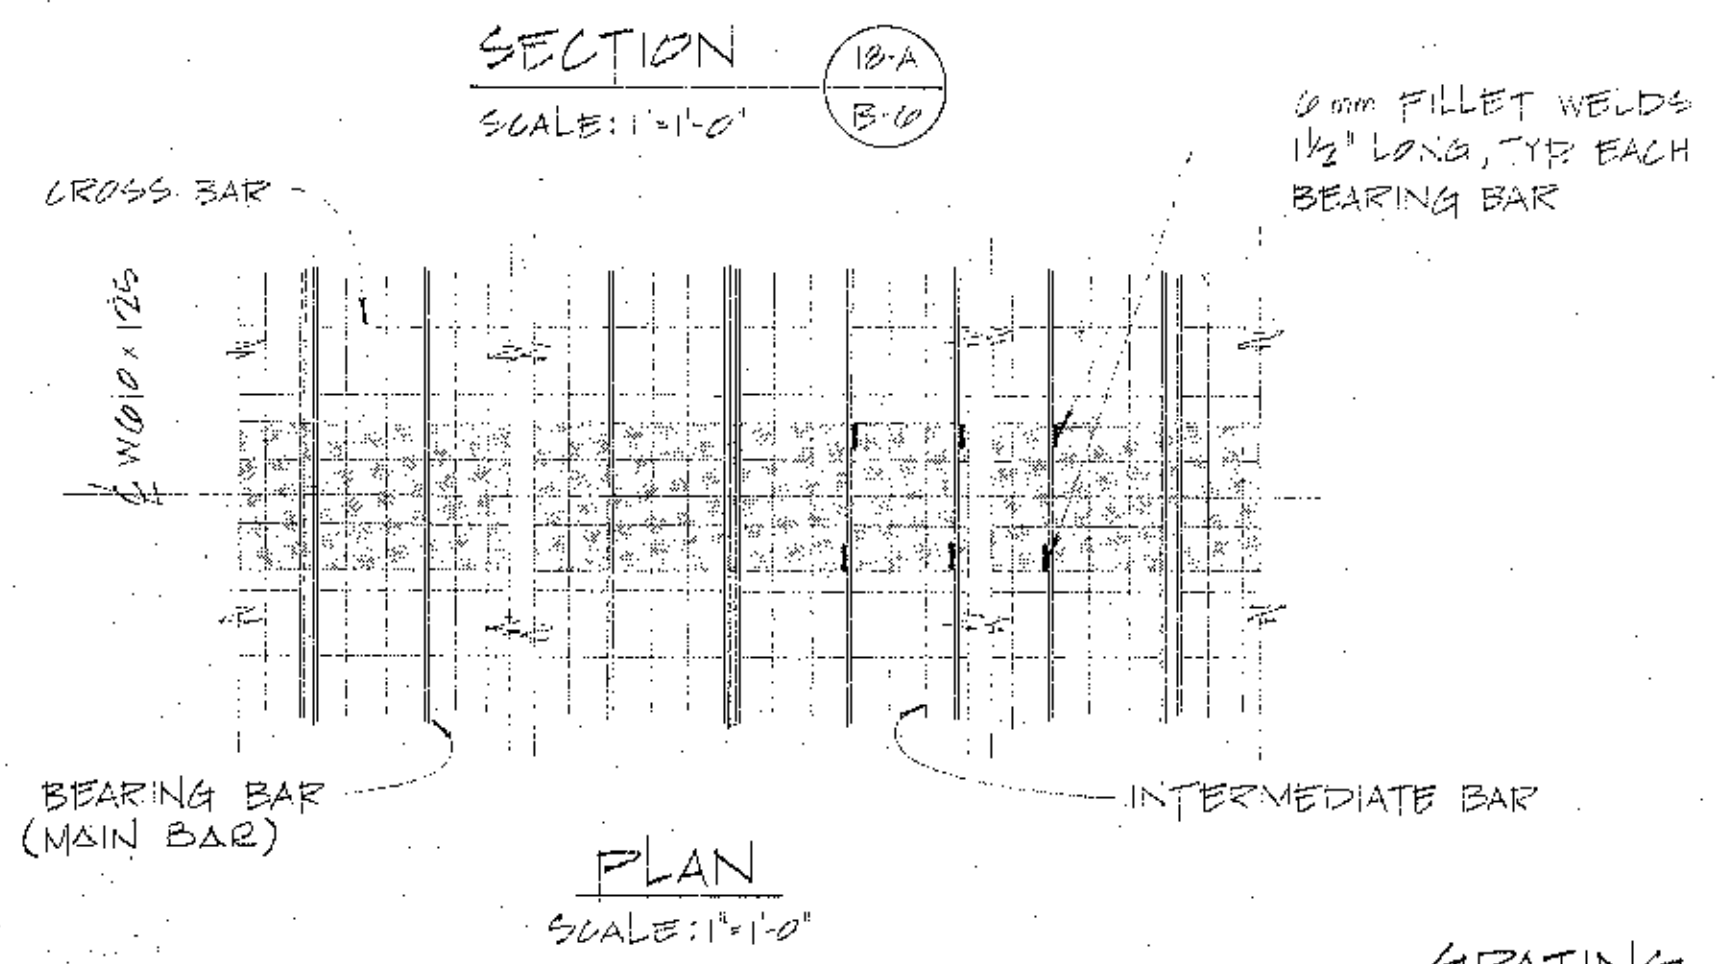 SECTION
18-A
B-6
SCALE: 1"=1'-0"
6 mm FILLET WELDS
1½" LONG, TYP. EACH
BEARING BAR
CROSS BAR
℄ W610 x 125
BEARING BAR
(MAIN BAR)
INTERMEDIATE BAR
PLAN
SCALE: 1"=1'-0"
GRATING